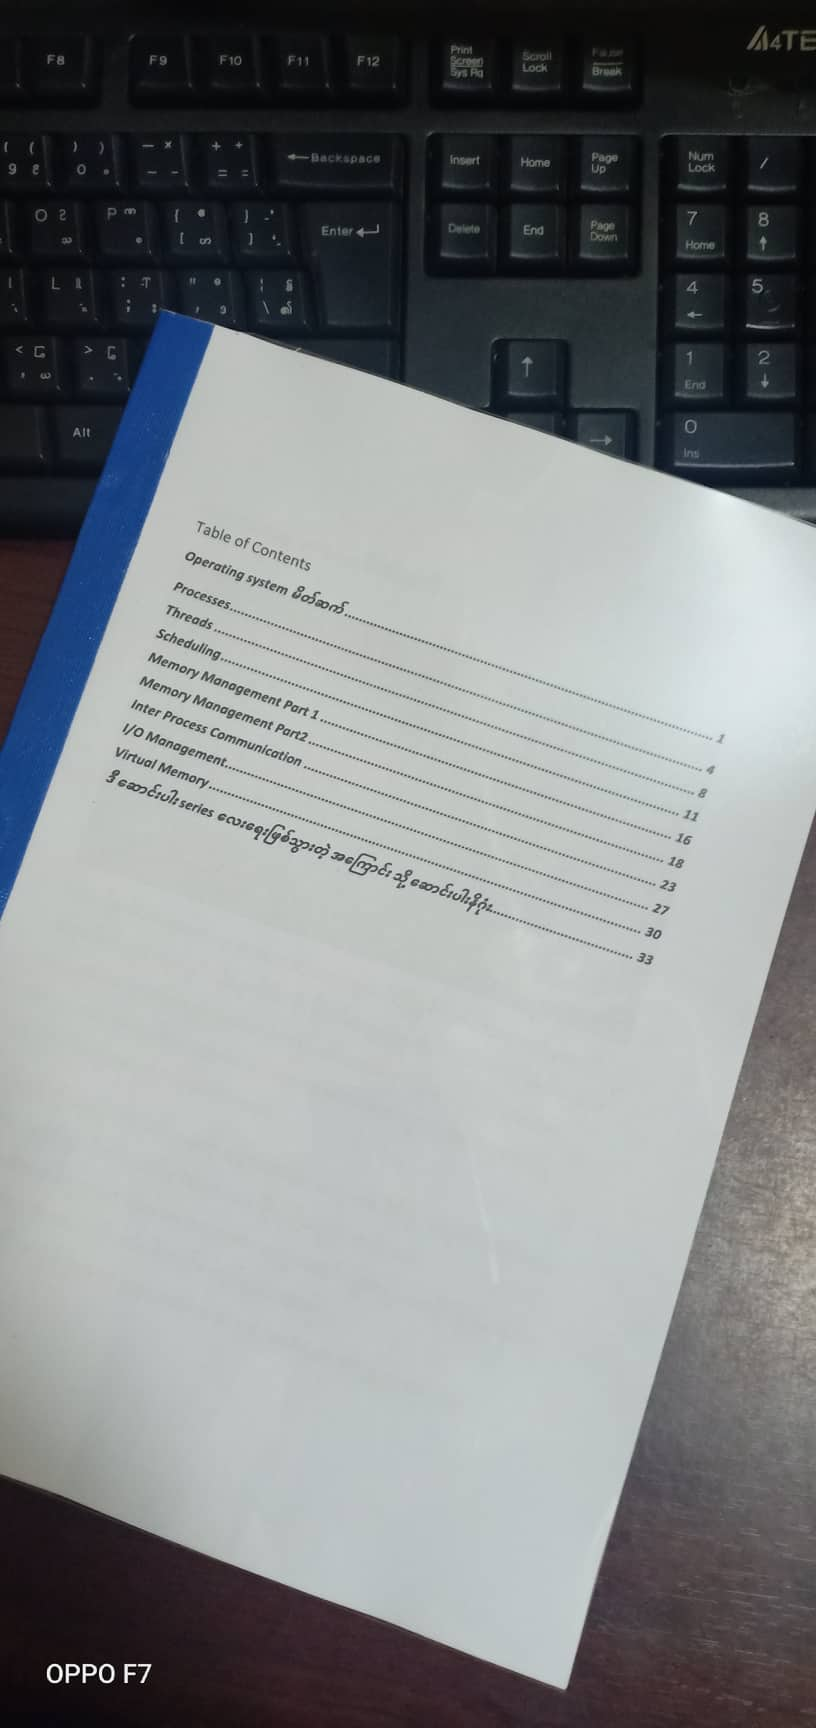 F8 F9 F10 F11 F12 Print Screen Sys Rq Scroll Lock Pause Break
A4TE
← Backspace Insert Home Page Up Num Lock /
Enter Delete End Page Down 7 Home 8 ↑
4 ← 5
↑ 1 End 2 ↓
Alt → 0 Ins
Table of Contents
Operating system မိတ်ဆက် 1
Processes 4
Threads 8
Scheduling 11
Memory Management Part 1 16
Memory Management Part2 18
Inter Process Communication 23
I/O Management 27
Virtual Memory 30
ဒီ ဆောင်းပါး series လေးရေးဖြစ်သွားတဲ့ အကြောင်း သို့ ဆောင်းပါးနိဂုံး 33
OPPO F7